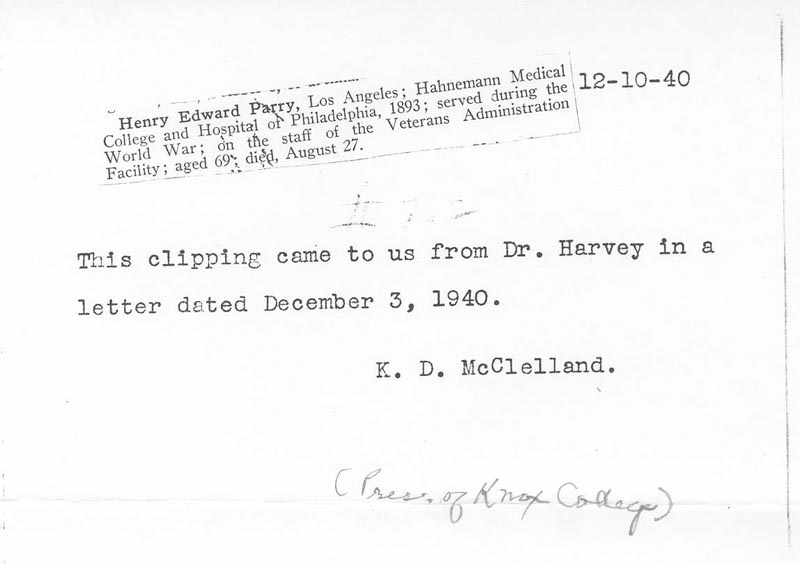 Henry Edward Parry, Los Angeles; Hahnemann Medical
College and Hospital of Philadelphia, 1893; served during the
World War; on the staff of the Veterans Administration
Facility; aged 69; died, August 27.
12-10-40
This clipping came to us from Dr. Harvey in a
letter dated December 3, 1940.
K. D. McClelland.
(Pres. of Knox College)